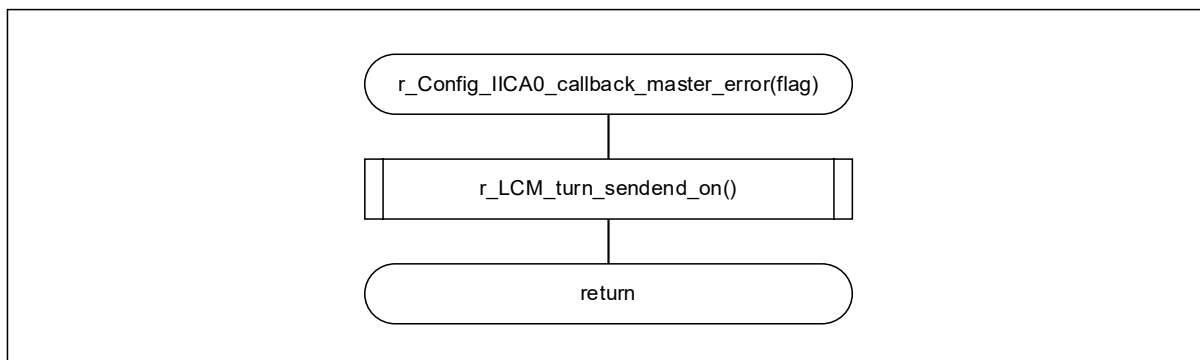 r_Config_IICA0_callback_master_error(flag)
r_LCM_turn_sendend_on()
return